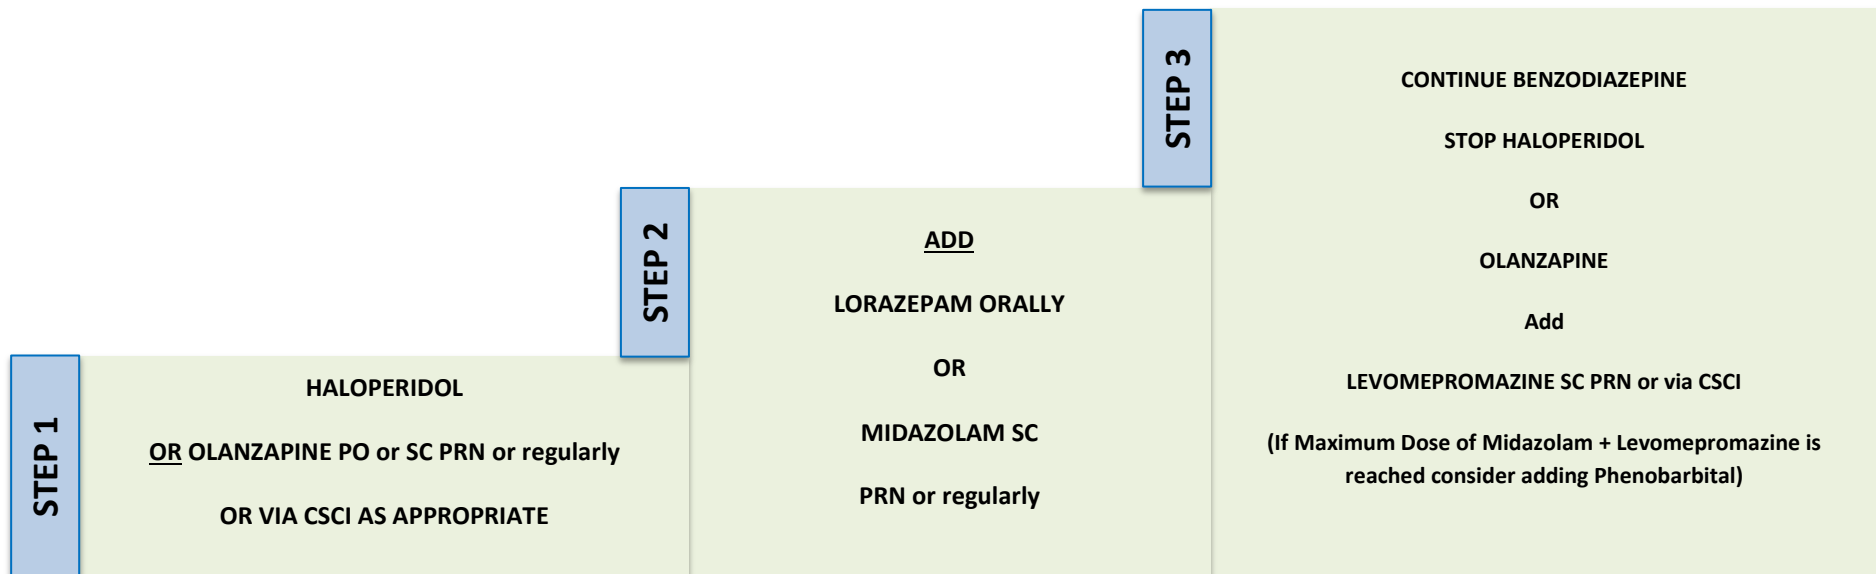 STEP 1
HALOPERIDOL
OR OLANZAPINE PO or SC PRN or regularly
OR VIA CSCI AS APPROPRIATE
STEP 2
ADD
LORAZEPAM ORALLY
OR
MIDAZOLAM SC
PRN or regularly
STEP 3
CONTINUE BENZODIAZEPINE
STOP HALOPERIDOL
OR
OLANZAPINE
Add
LEVOMEPROMAZINE SC PRN or via CSCI
(If Maximum Dose of Midazolam + Levomepromazine is
reached consider adding Phenobarbital)